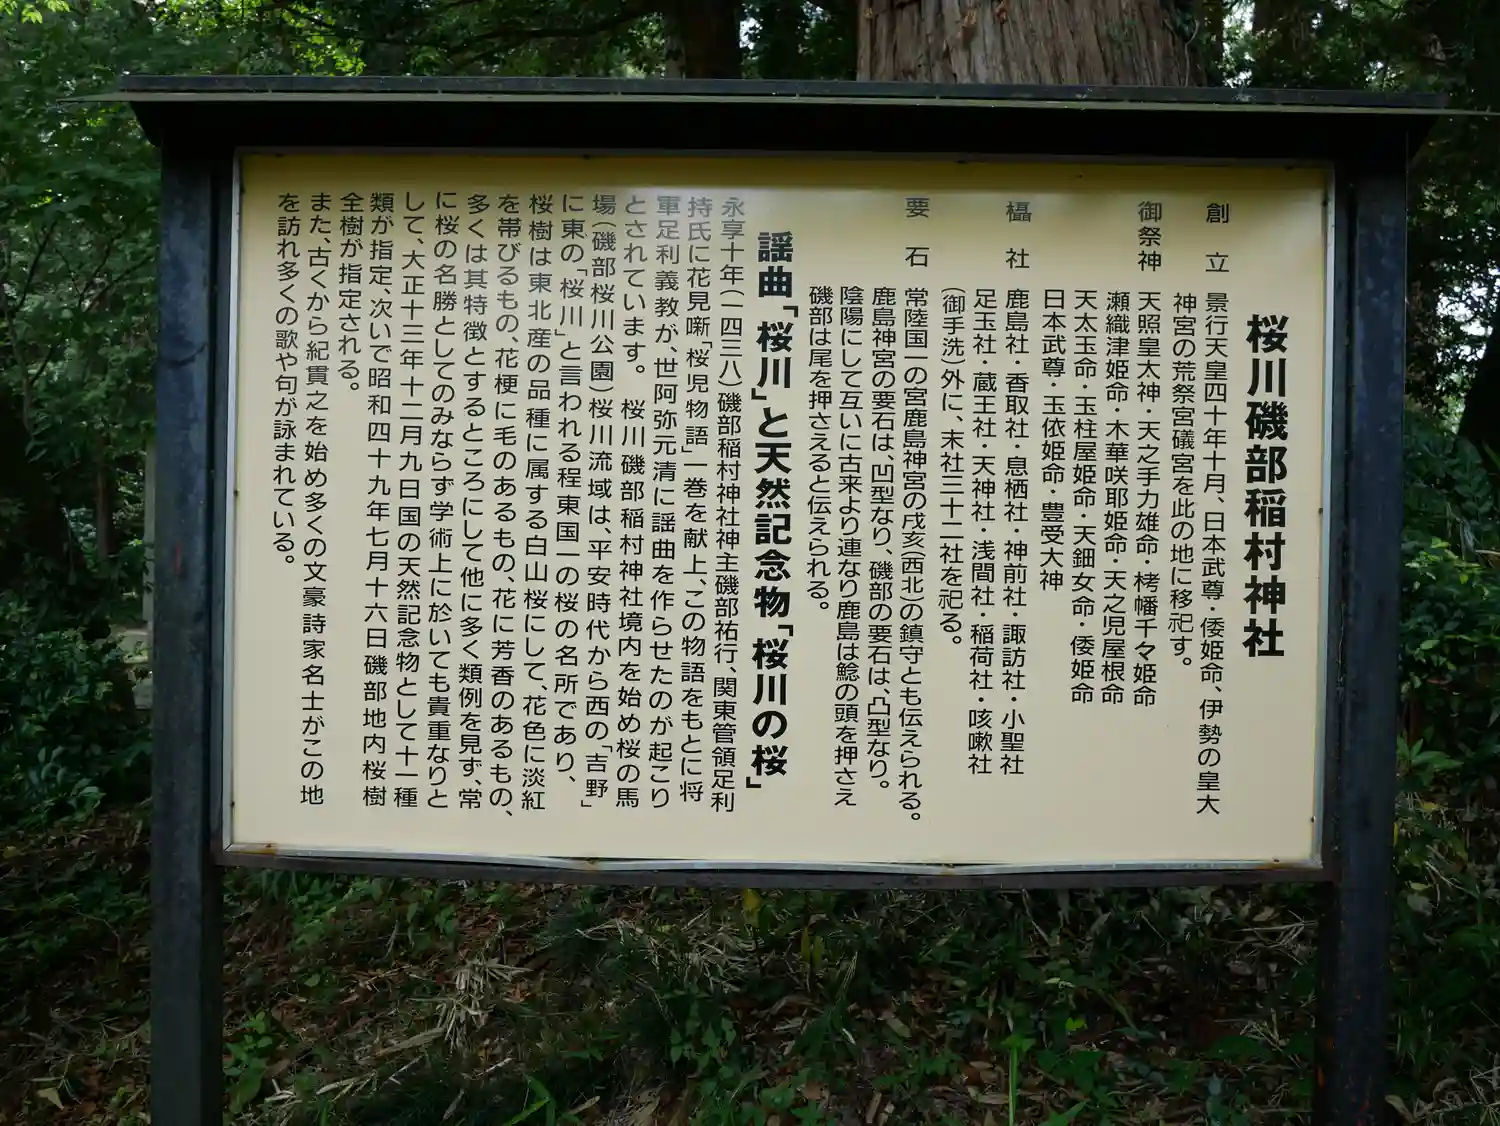 桜川磯部稲村神社
創立 景行天皇四十年十月、日本武尊・倭姫命、伊勢の皇大
神宮の荒祭宮礒宮を此の地に移祀す。
御祭神 天照皇太神・天之手力雄命・栲幡千々姫命
瀬織津姫命・木華咲耶姫命・天之児屋根命
天太玉命・玉柱屋姫命・天鈿女命・倭姫命
日本武尊・玉依姫命・豊受大神
櫑社 鹿島社・香取社・息栖社・神前社・諏訪社・小聖社
足玉社・蔵王社・天神社・浅間社・稲荷社・咳嗽社
(御手洗)外に、末社三十二社を祀る。
要石 常陸国一の宮鹿島神宮の戌亥(西北)の鎮守とも伝えられる。
鹿島神宮の要石は、凹型なり、磯部の要石は、凸型なり。
陰陽にして互いに古来より連なり鹿島は鯰の頭を押さえ
磯部は尾を押さえると伝えられる。
謡曲「桜川」と天然記念物「桜川の桜」
永享十年(一四三八)磯部稲村神社神主磯部祐行、関東管領足利
持氏に花見噺「桜児物語」一巻を献上、この物語をもとに将
軍足利義教が、世阿弥元清に謡曲を作らせたのが起こり
とされています。 桜川磯部稲村神社境内を始め桜の馬
場(磯部桜川公園)桜川流域は、平安時代から西の「吉野」
に東の「桜川」と言われる程東国一の桜の名所であり、
桜樹は東北産の品種に属する白山桜にして、花色に淡紅
を帯びるもの、花梗に毛のあるもの、花に芳香のあるもの、
多くは其特徴とするところにして他に多く類例を見ず、常
に桜の名勝としてのみならず学術上に於いても貴重なりと
して、大正十三年十二月九日国の天然記念物として十一種
類が指定、次いで昭和四十九年七月十六日磯部地内桜樹
全樹が指定される。
また、古くから紀貫之を始め多くの文豪詩家名士がこの地
を訪れ多くの歌や句が詠まれている。